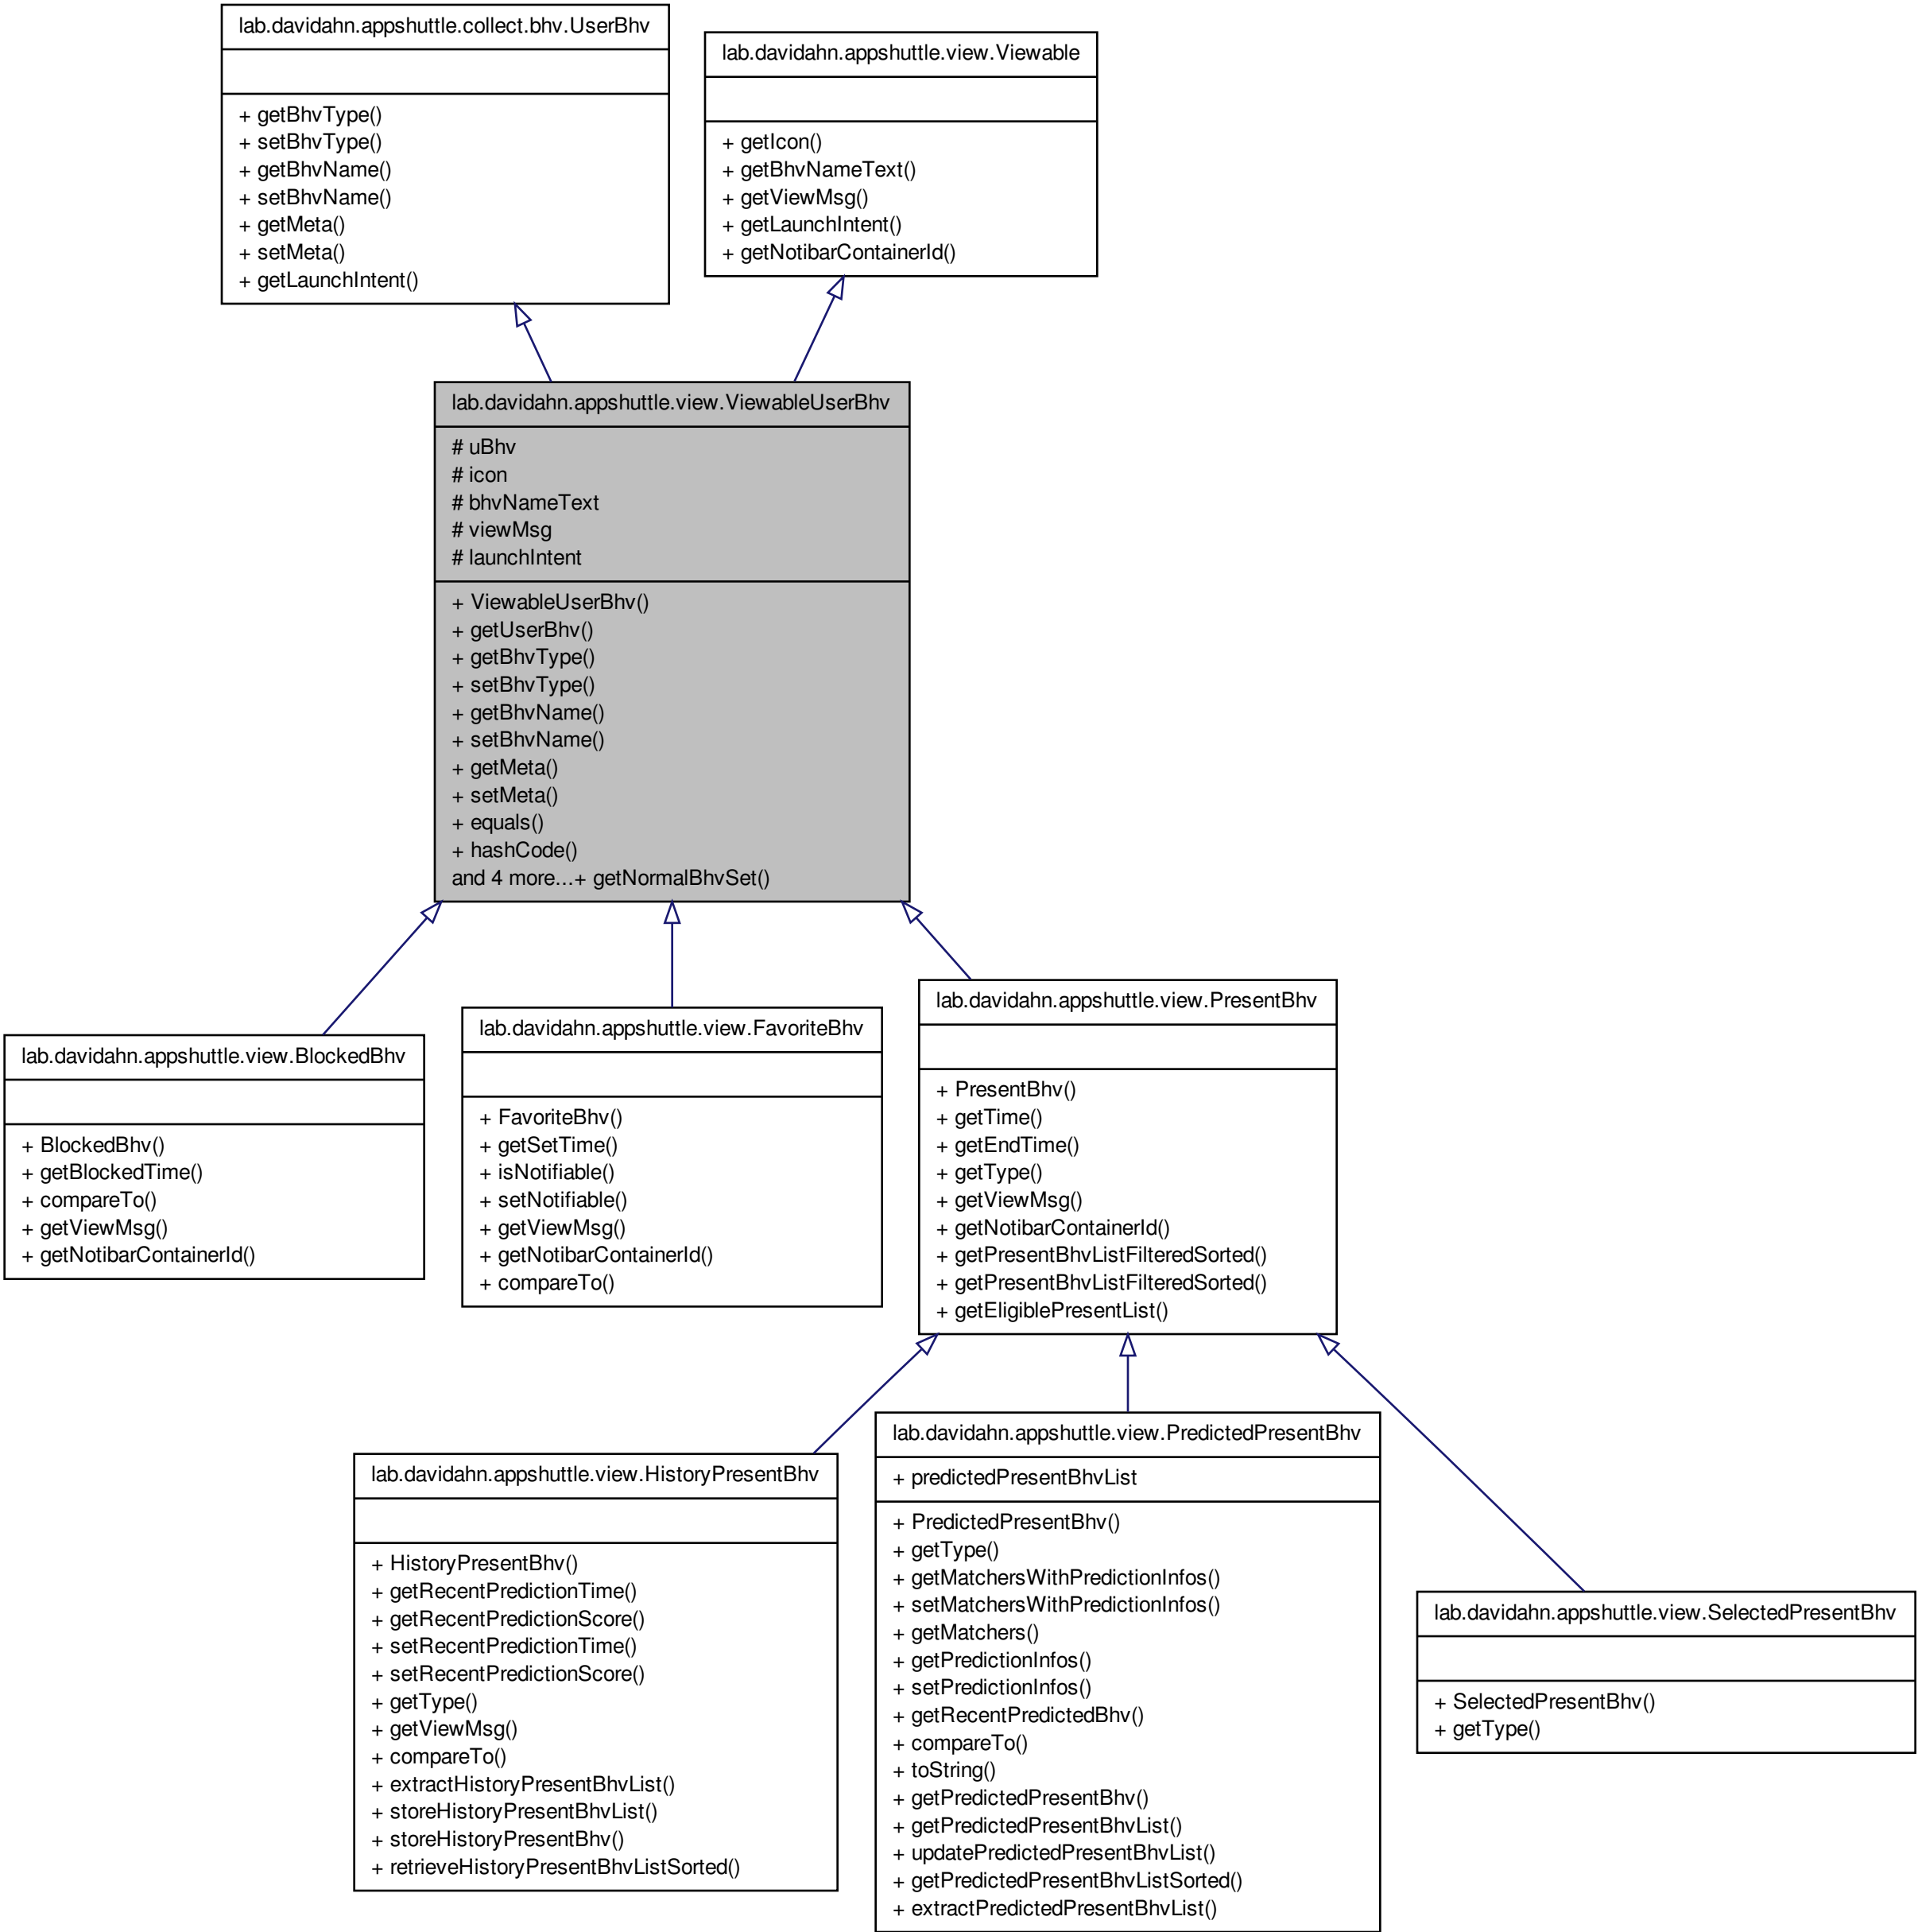 lab.davidahn.appshuttle.collect.bhv.UserBhv
+ getBhvType()
+ setBhvType()
+ getBhvName()
+ setBhvName()
+ getMeta()
+ setMeta()
+ getLaunchIntent()
lab.davidahn.appshuttle.view.Viewable
+ getIcon()
+ getBhvNameText()
+ getViewMsg()
+ getLaunchIntent()
+ getNotibarContainerId()
lab.davidahn.appshuttle.view.ViewableUserBhv
# uBhv
# icon
# bhvNameText
# viewMsg
# launchIntent
+ ViewableUserBhv()
+ getUserBhv()
+ getBhvType()
+ setBhvType()
+ getBhvName()
+ setBhvName()
+ getMeta()
+ setMeta()
+ equals()
+ hashCode()
and 4 more...+ getNormalBhvSet()
lab.davidahn.appshuttle.view.BlockedBhv
+ BlockedBhv()
+ getBlockedTime()
+ compareTo()
+ getViewMsg()
+ getNotibarContainerId()
lab.davidahn.appshuttle.view.FavoriteBhv
+ FavoriteBhv()
+ getSetTime()
+ isNotifiable()
+ setNotifiable()
+ getViewMsg()
+ getNotibarContainerId()
+ compareTo()
lab.davidahn.appshuttle.view.PresentBhv
+ PresentBhv()
+ getTime()
+ getEndTime()
+ getType()
+ getViewMsg()
+ getNotibarContainerId()
+ getPresentBhvListFilteredSorted()
+ getPresentBhvListFilteredSorted()
+ getEligiblePresentList()
lab.davidahn.appshuttle.view.HistoryPresentBhv
+ HistoryPresentBhv()
+ getRecentPredictionTime()
+ getRecentPredictionScore()
+ setRecentPredictionTime()
+ setRecentPredictionScore()
+ getType()
+ getViewMsg()
+ compareTo()
+ extractHistoryPresentBhvList()
+ storeHistoryPresentBhvList()
+ storeHistoryPresentBhv()
+ retrieveHistoryPresentBhvListSorted()
lab.davidahn.appshuttle.view.PredictedPresentBhv
+ predictedPresentBhvList
+ PredictedPresentBhv()
+ getType()
+ getMatchersWithPredictionInfos()
+ setMatchersWithPredictionInfos()
+ getMatchers()
+ getPredictionInfos()
+ setPredictionInfos()
+ getRecentPredictedBhv()
+ compareTo()
+ toString()
+ getPredictedPresentBhv()
+ getPredictedPresentBhvList()
+ updatePredictedPresentBhvList()
+ getPredictedPresentBhvListSorted()
+ extractPredictedPresentBhvList()
lab.davidahn.appshuttle.view.SelectedPresentBhv
+ SelectedPresentBhv()
+ getType()